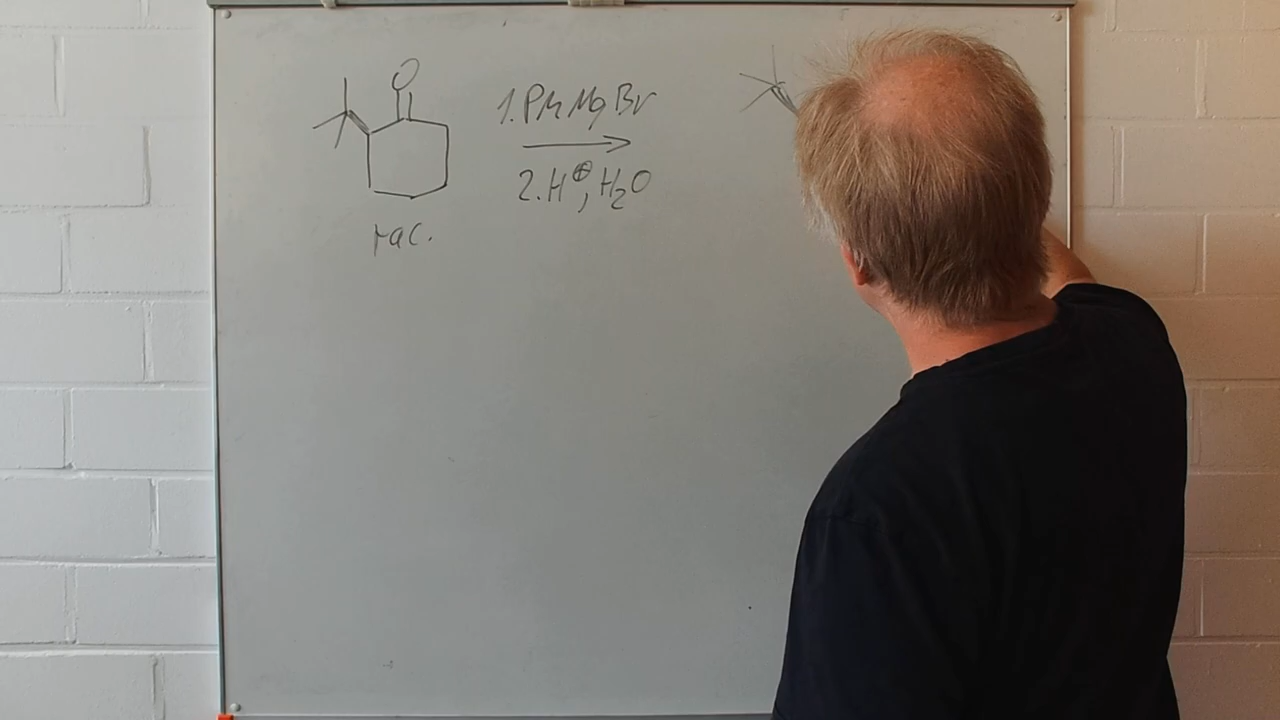 O
1. PhMgBr
2. H⊕, H₂O
rac.